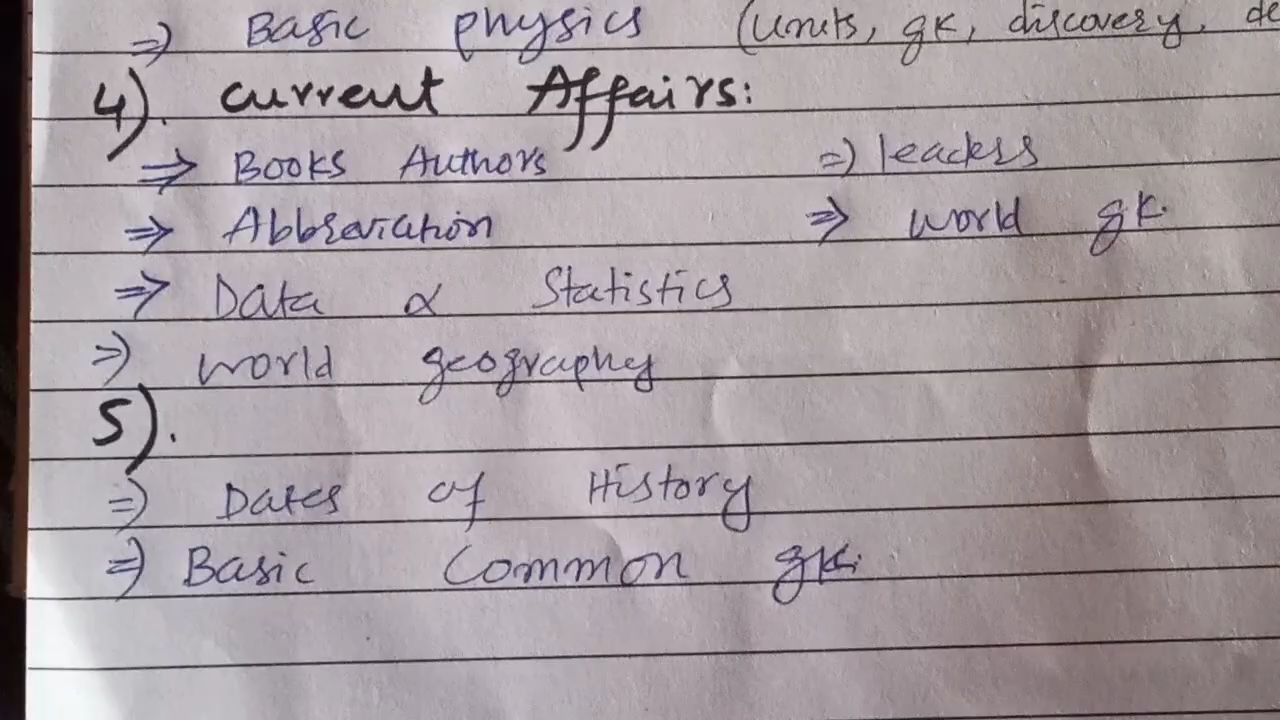 => Basic physics (Units, gk, discovery, de
4). Current Affairs:
=> Books Authors => leaders
=> Abbreviation => world gk.
=> Data & Statistics
=> world geography
5).
=> Dates of History
=> Basic Common gk.